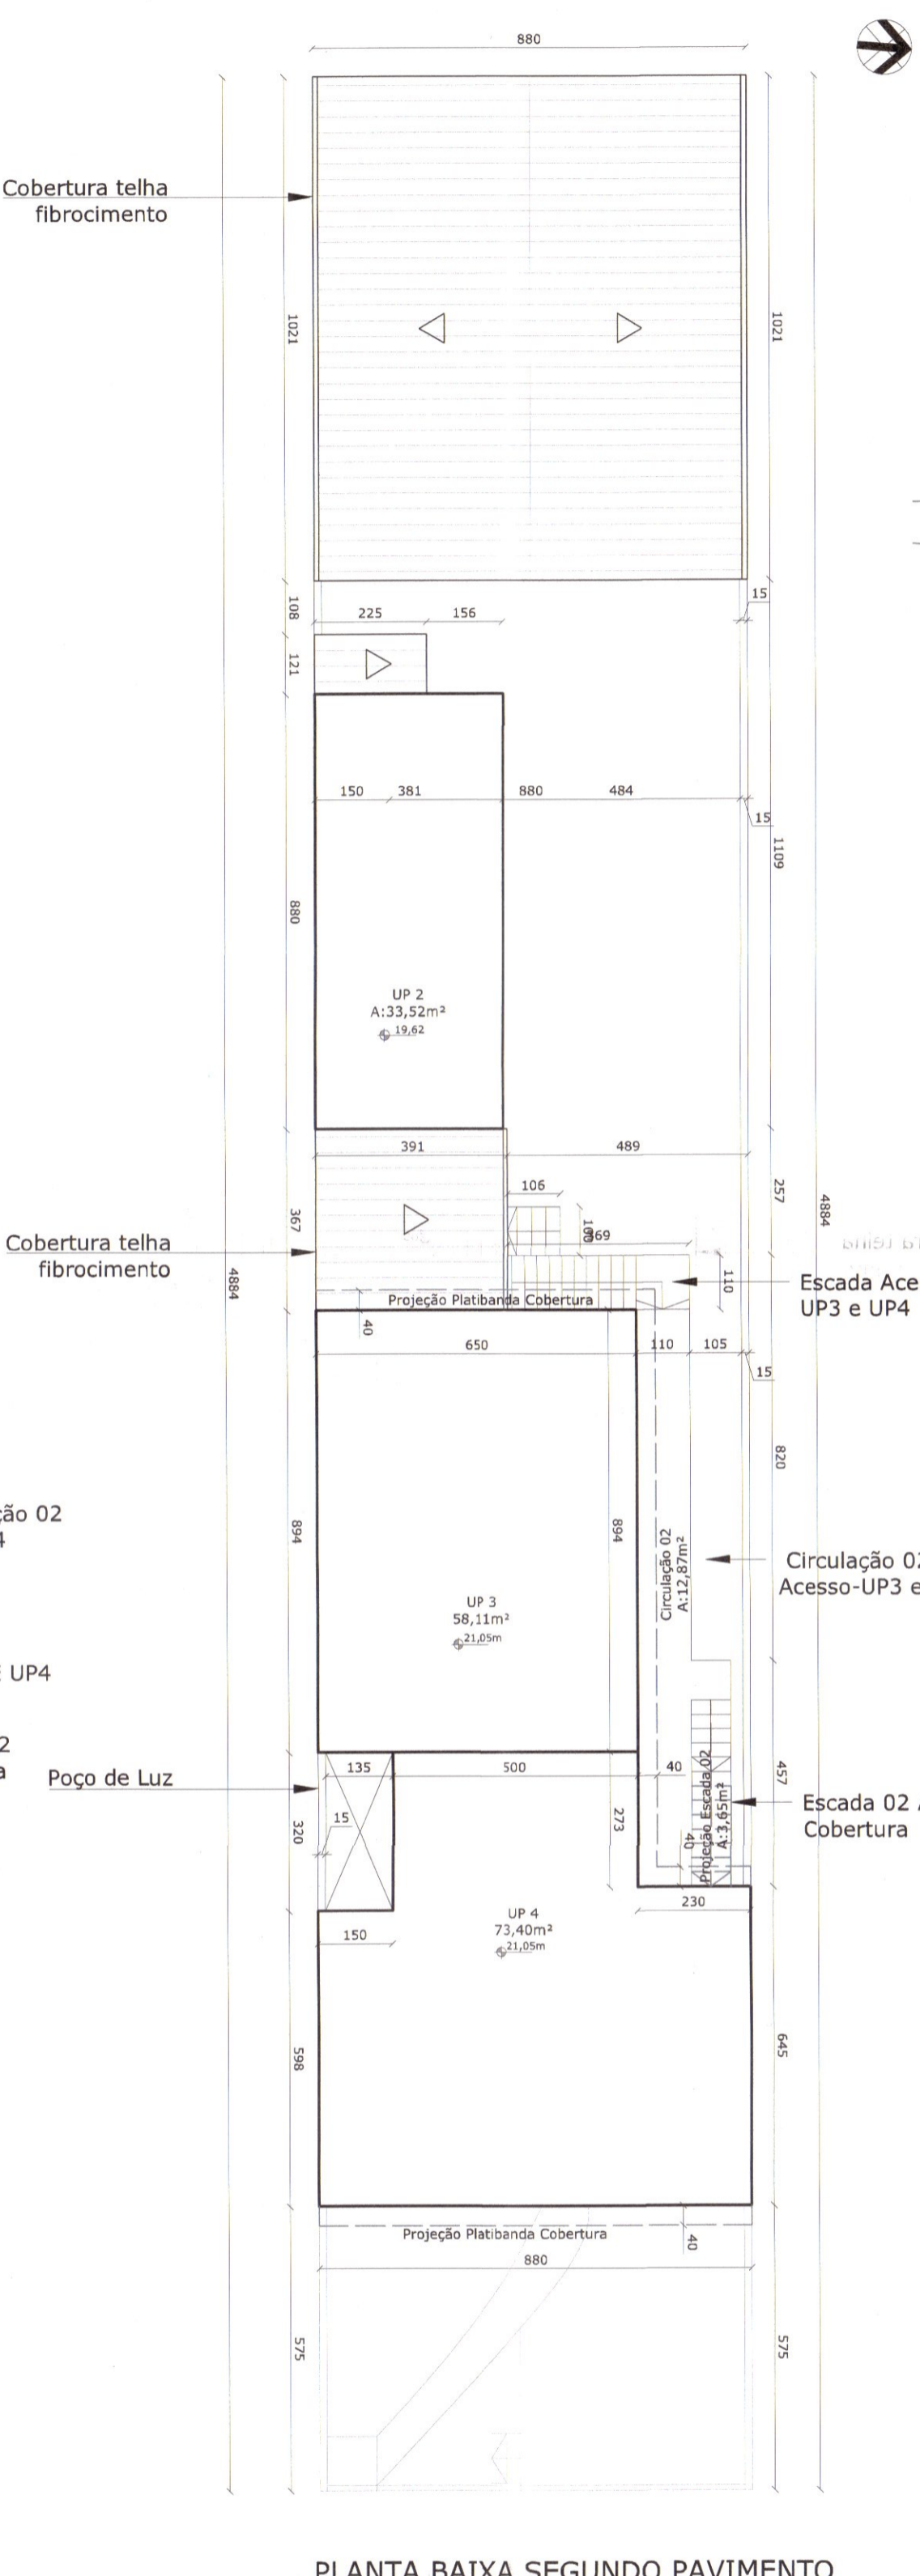 880
Cobertura telha
fibrocimento
1021
1021
108
225
156
15
121
150
381
880
484
15
1109
880
UP 2
A:33,52m²
19,62
391
489
106
257
4884
367
369
Cobertura telha
fibrocimento
4884
110
Escada Ace
UP3 e UP4
Projeção Platibanda Cobertura
40
650
110
105
15
820
ção 02
894
894
Circulação 02
A:12,87m²
Circulação 02
Acesso-UP3 e
UP 3
58,11m²
21,05m
UP4
2
a
Poço de Luz
135
500
40
457
15
320
273
Projeção Escada 02
A:3,65m²
40
Escada 02
Cobertura
230
UP 4
73,40m²
21,05m
150
598
645
Projeção Platibanda Cobertura
40
880
575
575
PLANTA BAIXA SEGUNDO PAVIMENTO